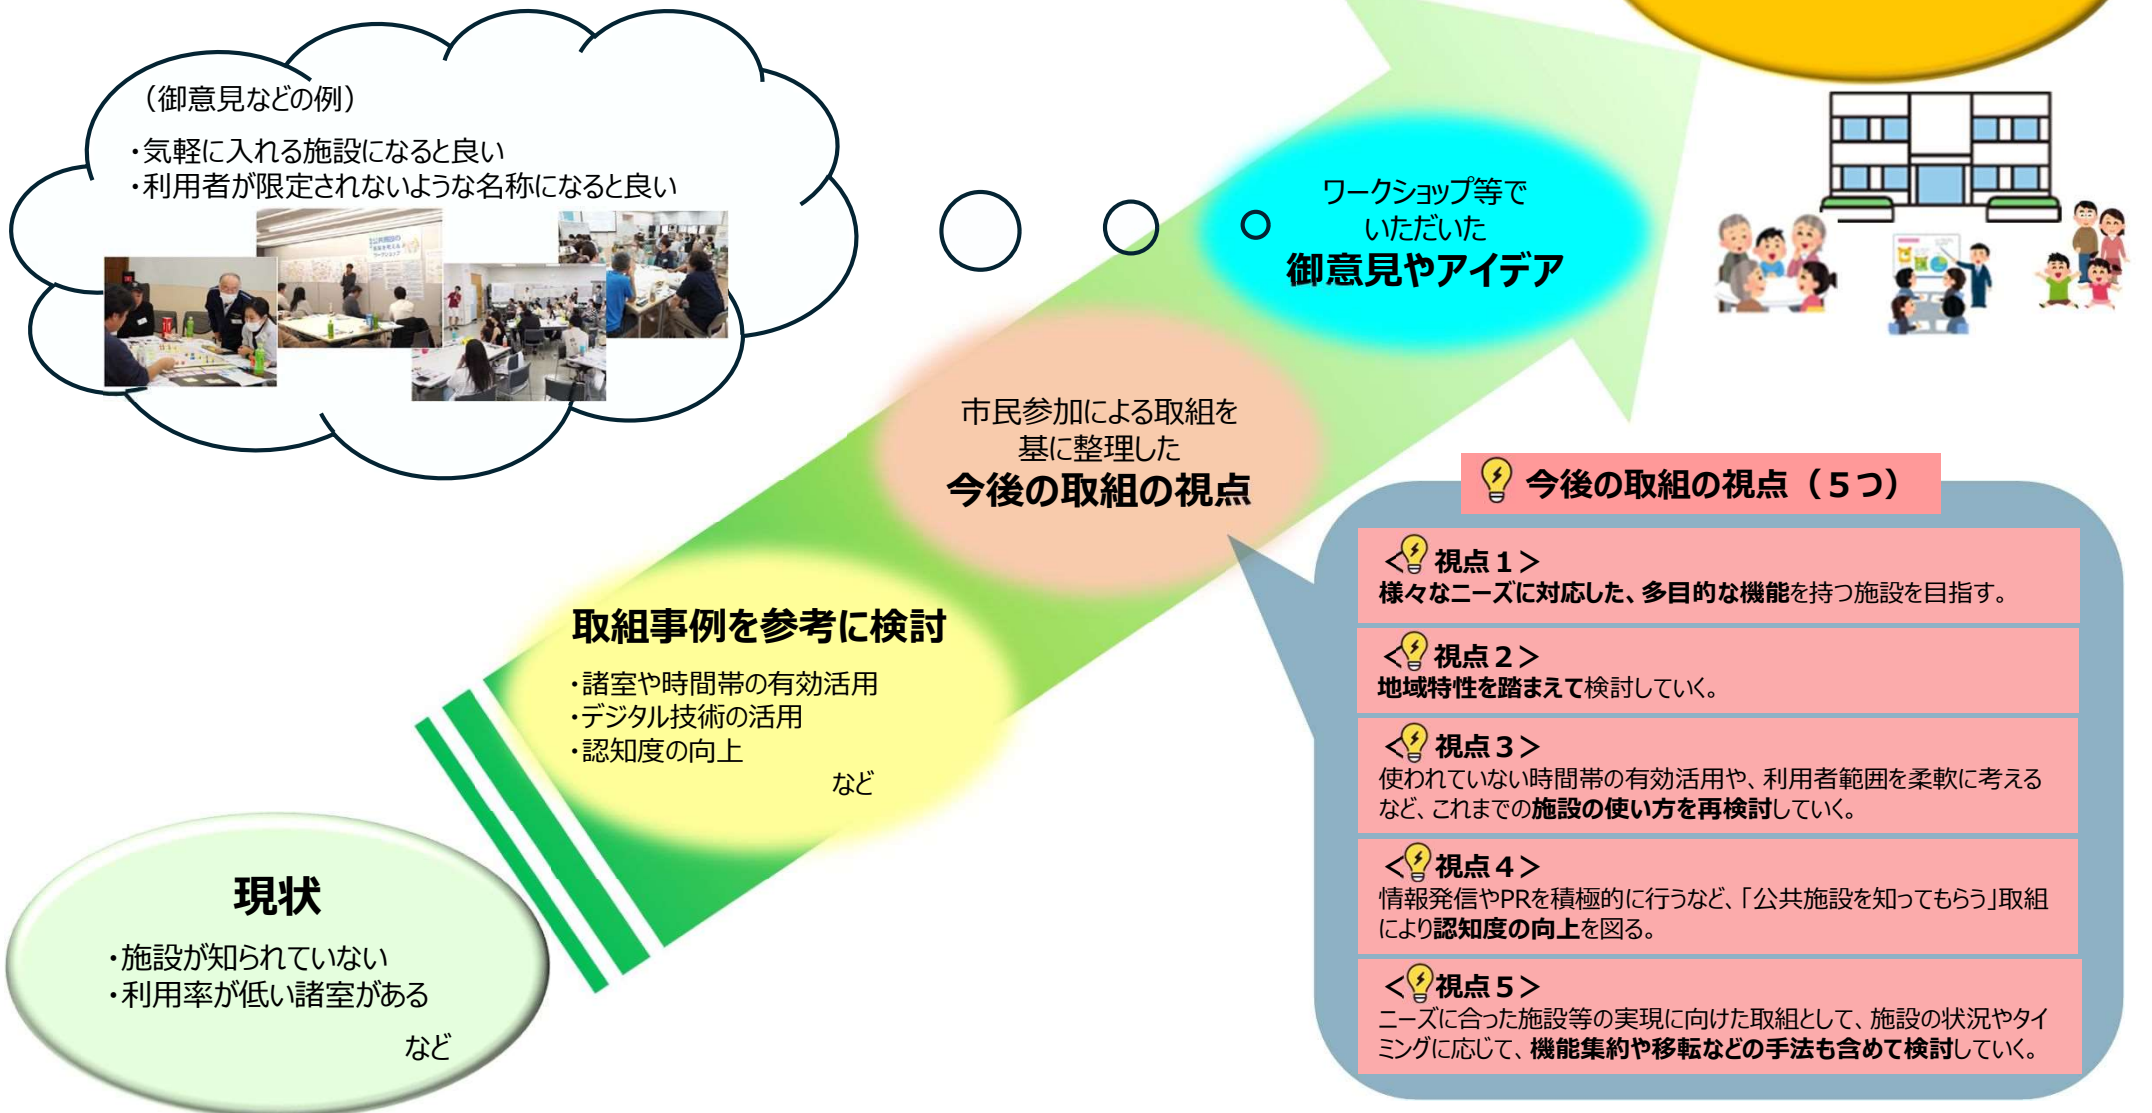 （御意見などの例）
・気軽に入れる施設になると良い
・利用者が限定されないような名称になると良い
ワークショップ等で
いただいた
御意見やアイデア
市民参加による取組を
基に整理した
今後の取組の視点
取組事例を参考に検討
・諸室や時間帯の有効活用
・デジタル技術の活用
・認知度の向上
など
現状
・施設が知られていない
・利用率が低い諸室がある
など
今後の取組の視点（５つ）
＜視点１＞
様々なニーズに対応した、多目的な機能を持つ施設を目指す。
＜視点２＞
地域特性を踏まえて検討していく。
＜視点３＞
使われていない時間帯の有効活用や、利用者範囲を柔軟に考える
など、これまでの施設の使い方を再検討していく。
＜視点４＞
情報発信やPRを積極的に行うなど、「公共施設を知ってもらう」取組
により認知度の向上を図る。
＜視点５＞
ニーズに合った施設等の実現に向けた取組として、施設の状況やタイ
ミングに応じて、機能集約や移転などの手法も含めて検討していく。